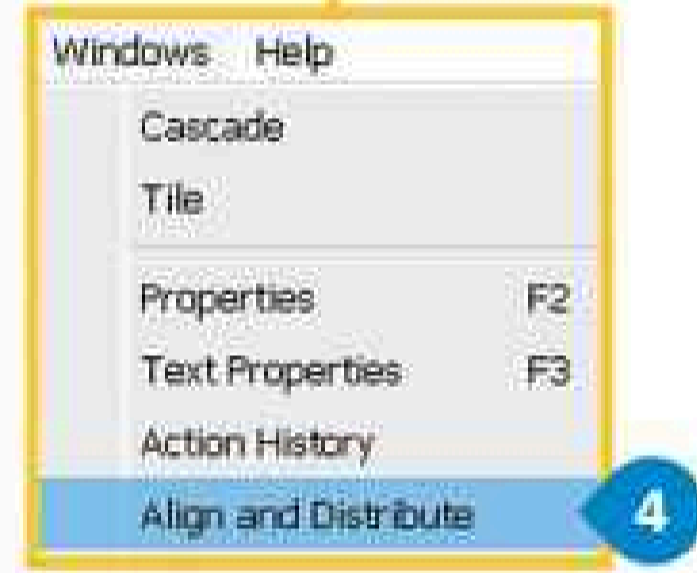 Windows Help
Cascade
Tile
Properties F2
Text Properties F3
Action History
Align and Distribute 4